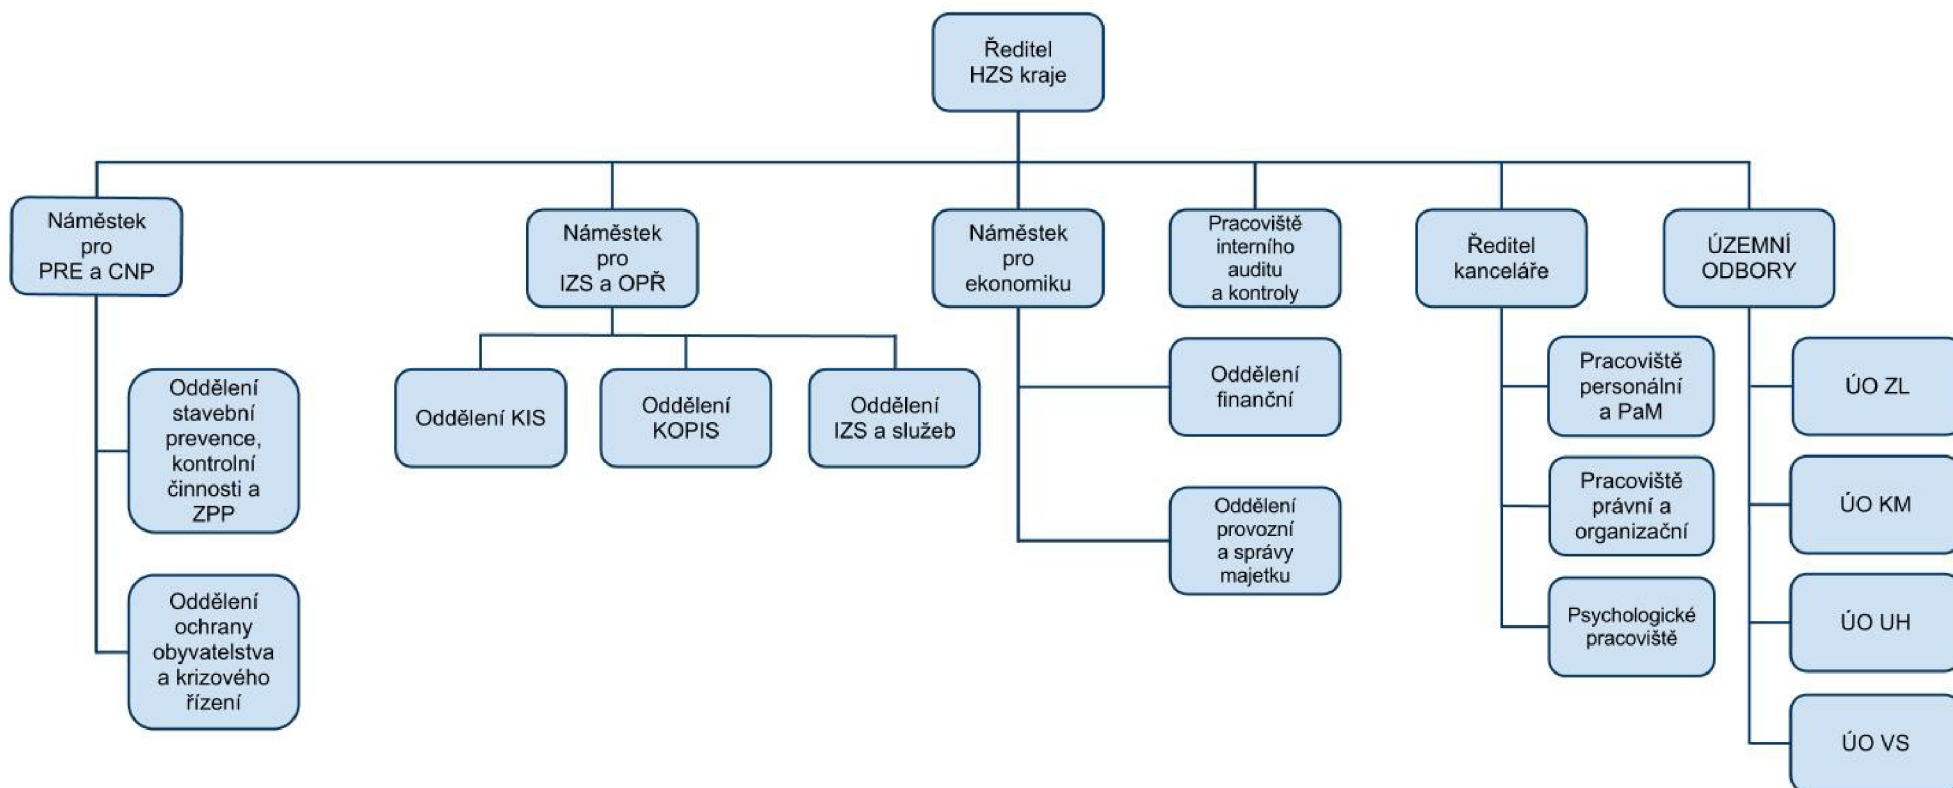 Ředitel
HZS kraje
Náměstek
pro
PRE a CNP
Náměstek
pro
IZS a OPŘ
Náměstek
pro
ekonomiku
Pracoviště
interního
auditu
a kontroly
Ředitel
kanceláře
ÚZEMNÍ
ODBORY
Oddělení
stavební
prevence,
kontrolní
činnosti a
ZPP
Oddělení
ochrany
obyvatelstva
a krizového
řízení
Oddělení KIS
Oddělení
KOPIS
Oddělení
IZS a služeb
Oddělení
finanční
Oddělení
provozní
a správy
majetku
Pracoviště
personální
a PaM
Pracoviště
právní a
organizační
Psychologické
pracoviště
ÚO ZL
ÚO KM
ÚO UH
ÚO VS